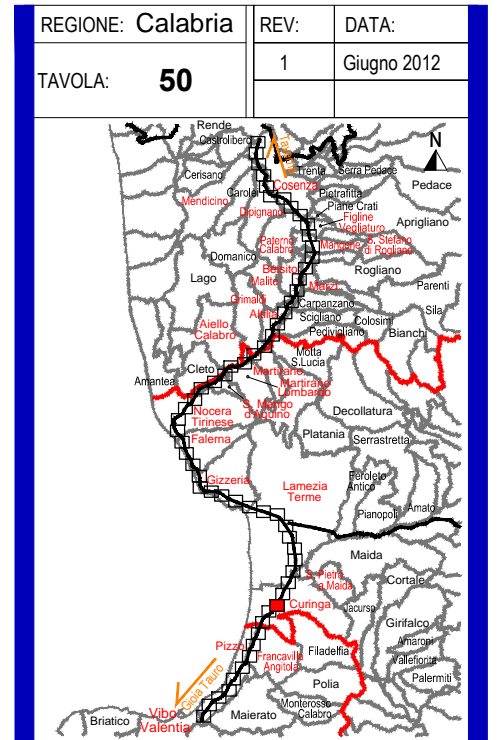 REGIONE: Calabria
REV:
DATA:
TAVOLA: 50
1
Giugno 2012
Rende
Castrolibero
N
Taverna
Cerisano
Trenta
Serra Pedace
Pedace
Carolei
Cosenza
Mendicino
Pietrafitta
Dipignano
Piane Crati
Figline
Vegliaturo
Aprigliano
Paterno
Calabro
Mangone
S. Stefano
di Rogliano
Domanico
Belsito
Rogliano
Lago
Malito
Marzi
Parenti
Grimaldi
Carpanzano
Altilia
Scigliano
Colosimi
Sila
Aiello
Calabro
Pedivigliano
Bianchi
Motta
S.Lucia
Cleto
Martirano
Amantea
Martirano
Lombardo
S. Mango
d'Aquino
Nocera
Tirinese
Decollatura
Falerna
Platania
Serrastretta
Gizzeria
Lamezia
Terme
Feroleto
Antico
Pianopoli
Amato
Maida
S. Pietro
a Maida
Cortale
Curinga
Jacurso
Girifalco
Pizzo
Amaroni
Francavilla
Angitola
Filadelfia
Vallefiorita
Gioia Tauro
Polia
Palermiti
Vibo
Valentia
Monterosso
Calabro
Briatico
Maierato